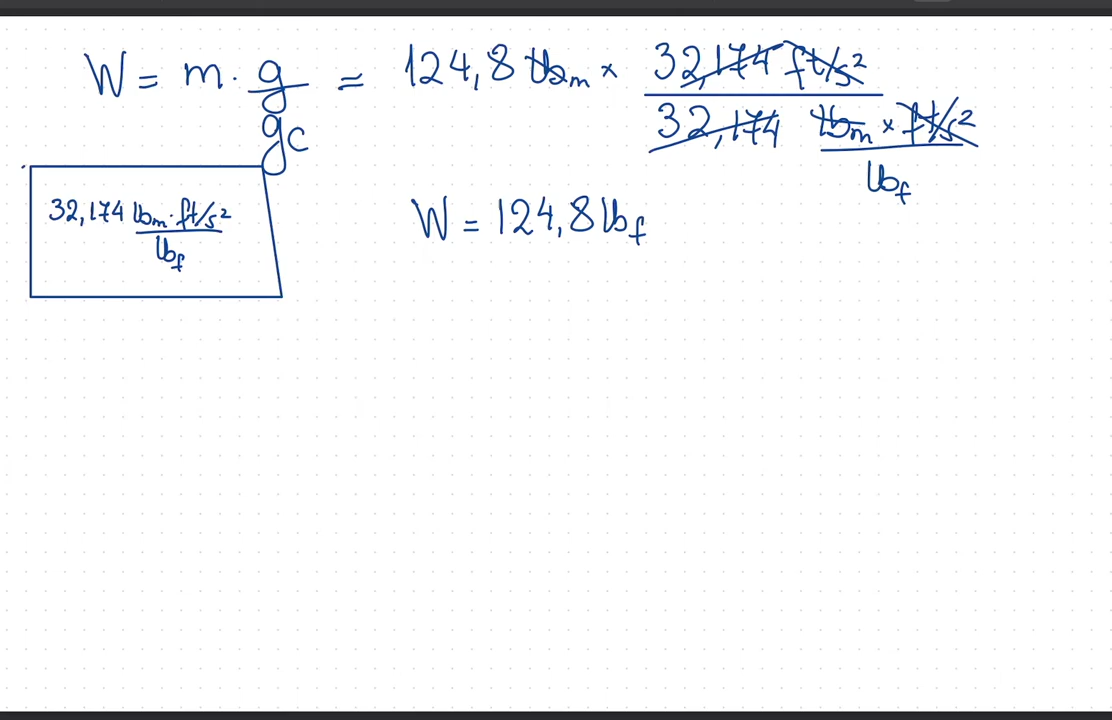 W = m · g/gc = 124,8 lbm × 32,174 ft/s² / 32,174 lbm × ft/s² / lbf
32,174 lbm · ft/s² / lbf
W = 124,8 lbf